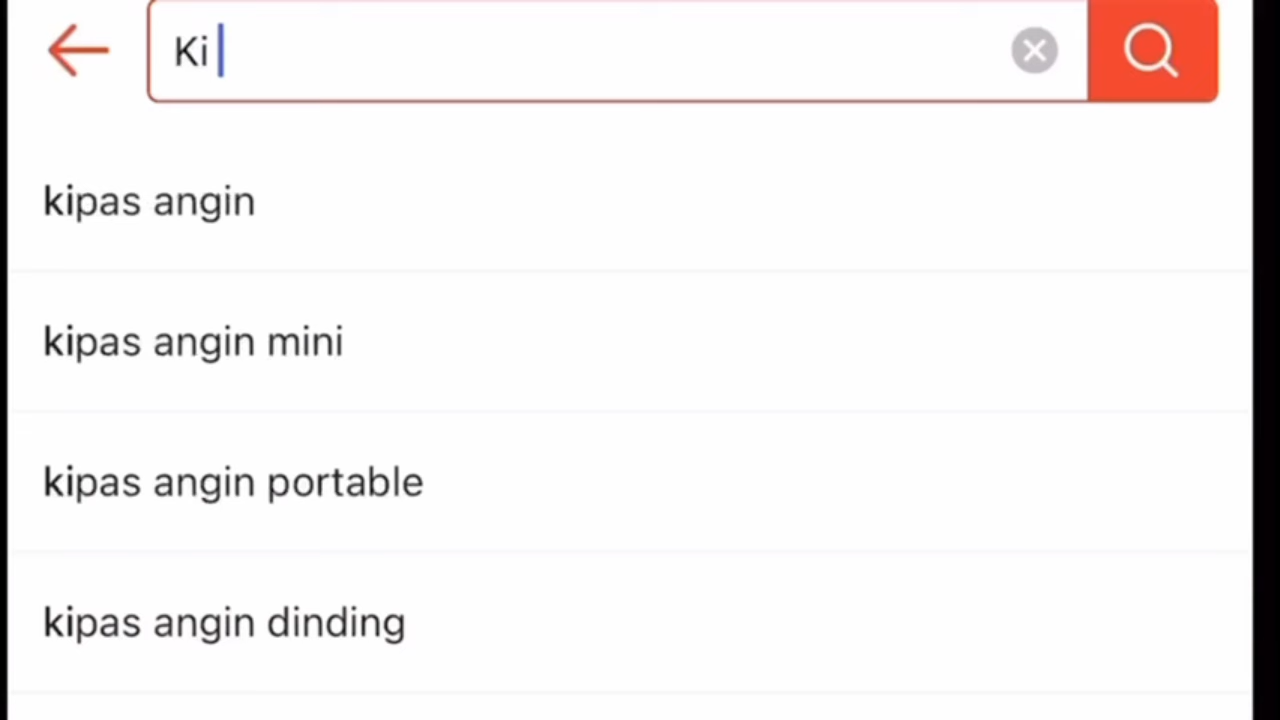 Ki
kipas angin
kipas angin mini
kipas angin portable
kipas angin dinding